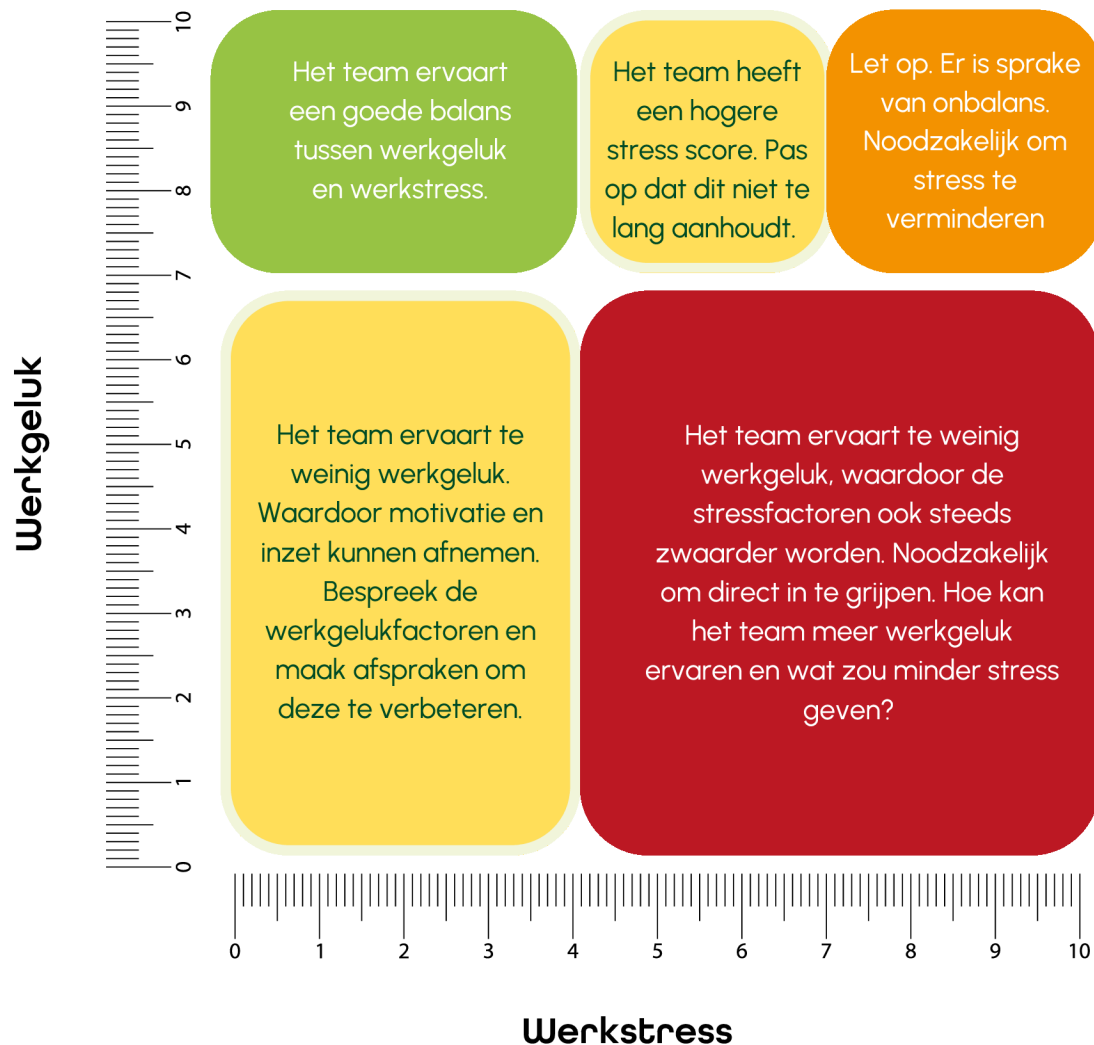 10
9
8
7
6
5
4
3
2
1
0
Werkgeluk
Het team ervaart
een goede balans
tussen werkgeluk
en werkstress.
Het team heeft
een hogere
stress score. Pas
op dat dit niet te
lang aanhoudt.
Let op. Er is sprake
van onbalans.
Noodzakelijk om
stress te
verminderen
Het team ervaart te
weinig werkgeluk.
Waardoor motivatie en
inzet kunnen afnemen.
Bespreek de
werkgelukfactoren en
maak afspraken om
deze te verbeteren.
Het team ervaart te weinig
werkgeluk, waardoor de
stressfactoren ook steeds
zwaarder worden. Noodzakelijk
om direct in te grijpen. Hoe kan
het team meer werkgeluk
ervaren en wat zou minder stress
geven?
0 1 2 3 4 5 6 7 8 9 10
Werkstress